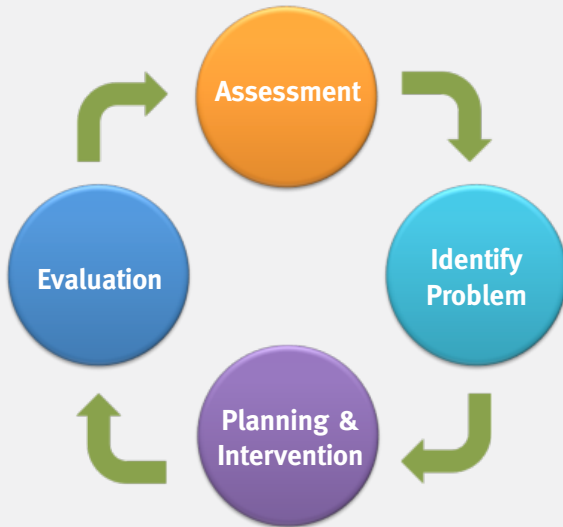 Assessment
Identify
Problem
Planning &
Intervention
Evaluation